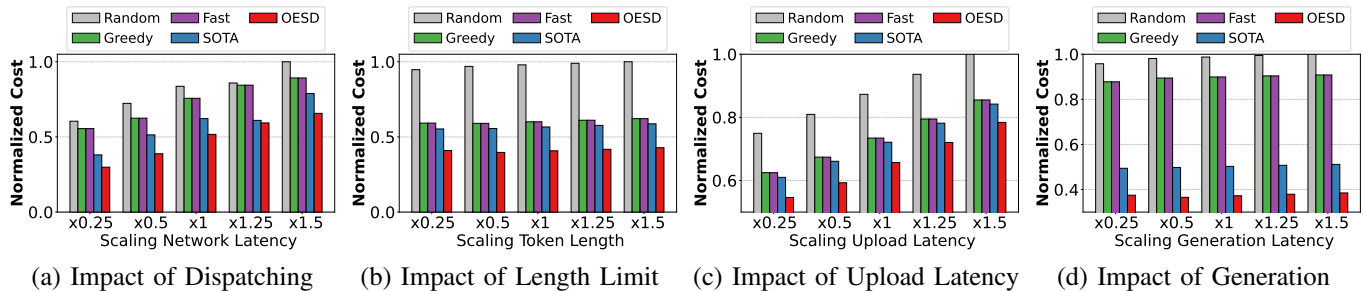 Random Fast OESD
Greedy SOTA
Normalized Cost
1.0
0.5
0.0
x0.25 x0.5 x1 x1.25 x1.5
Scaling Network Latency
(a) Impact of Dispatching
Random Fast OESD
Greedy SOTA
Normalized Cost
1.0
0.5
0.0
x0.25 x0.5 x1 x1.25 x1.5
Scaling Token Length
(b) Impact of Length Limit
Random Fast OESD
Greedy SOTA
Normalized Cost
1.0
0.8
0.6
x0.25 x0.5 x1 x1.25 x1.5
Scaling Upload Latency
(c) Impact of Upload Latency
Random Fast OESD
Greedy SOTA
Normalized Cost
1.0
0.8
0.6
0.4
x0.25 x0.5 x1 x1.25 x1.5
Scaling Generation Latency
(d) Impact of Generation